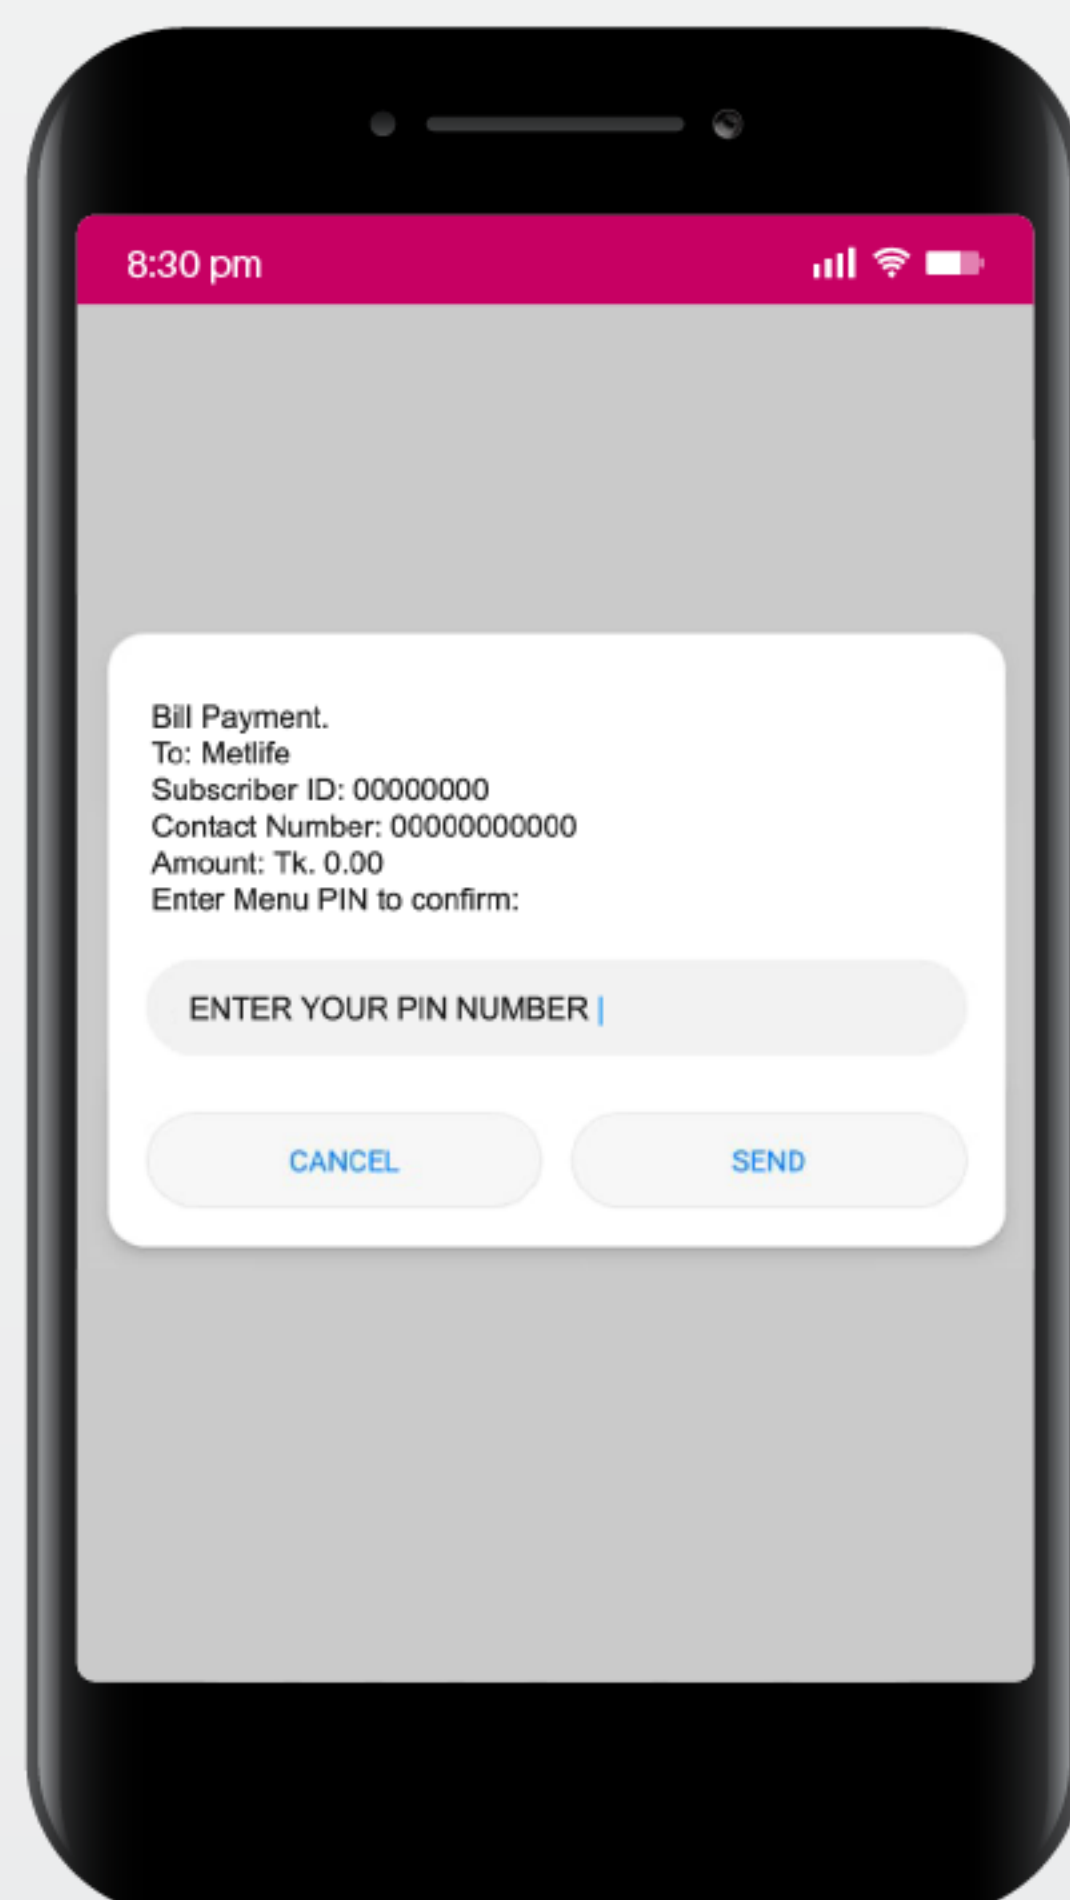 8:30 pm
Bill Payment.
To: Metlife
Subscriber ID: 00000000
Contact Number: 00000000000
Amount: Tk. 0.00
Enter Menu PIN to confirm:
ENTER YOUR PIN NUMBER
CANCEL SEND